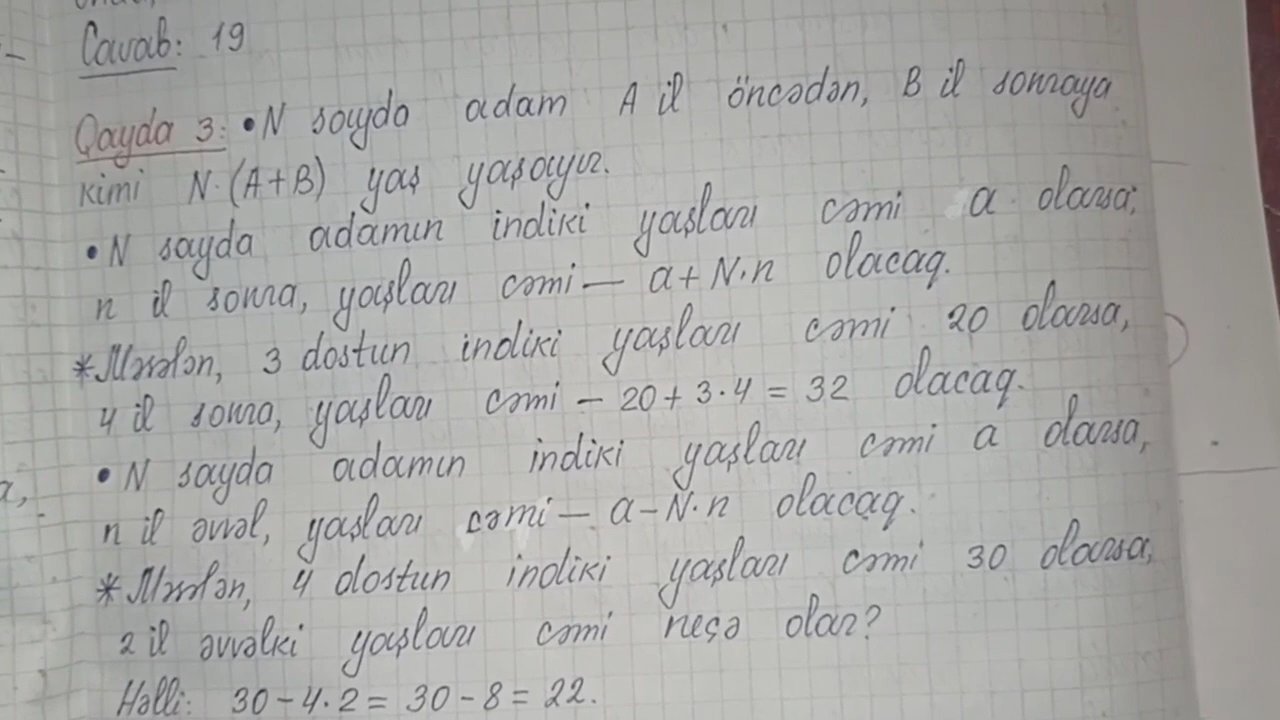 Cavab: 19
Qayda 3: • N sayda adam A il öncədən, B il sonraya
kimi N·(A+B) yaş yaşayır.
• N sayda adamın indiki yaşları cəmi a olarsa,
n il sonra, yaşları cəmi — a+N·n olacaq.
* Məsələn, 3 dostun indiki yaşları cəmi 20 olarsa,
4 il sonra, yaşları cəmi – 20+3·4 = 32 olacaq.
• N sayda adamın indiki yaşları cəmi a olarsa,
n il əvvəl, yaşları cəmi — a–N·n olacaq.
* Məsələn, 4 dostun indiki yaşları cəmi 30 olarsa,
2 il əvvəlki yaşları cəmi neçə olar?
Həlli: 30–4·2 = 30–8 = 22.